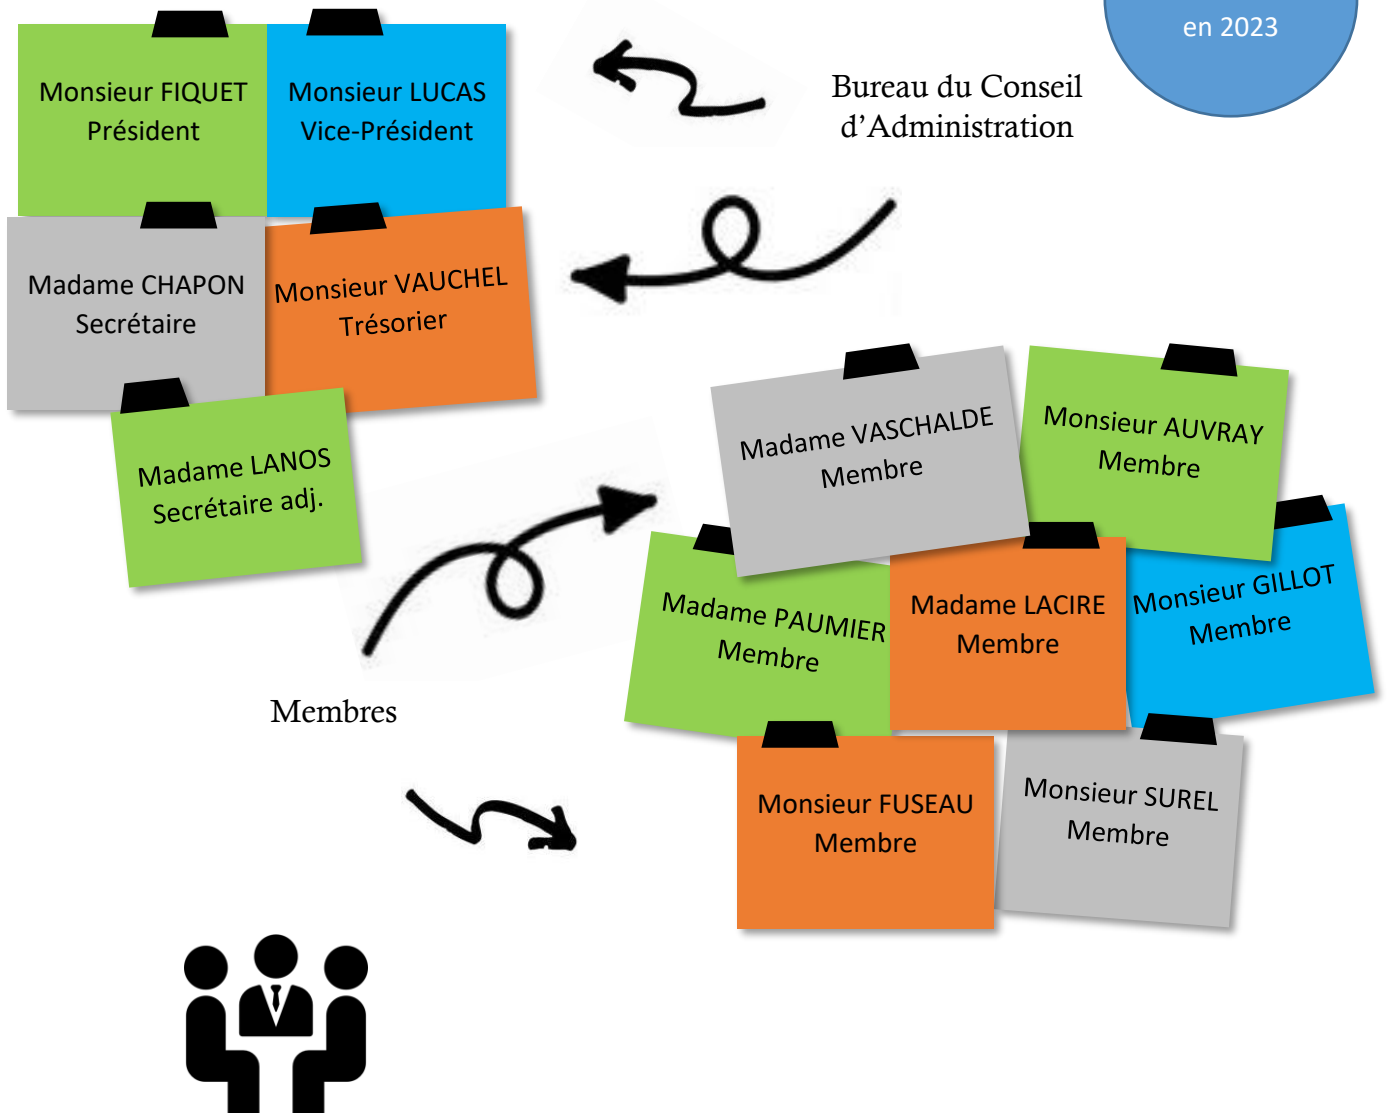 en 2023
Monsieur FIQUET
Président
Monsieur LUCAS
Vice-Président
Bureau du Conseil
d’Administration
Madame CHAPON
Secrétaire
Monsieur VAUCHEL
Trésorier
Madame LANOS
Secrétaire adj.
Madame VASCHALDE
Membre
Monsieur AUVRAY
Membre
Madame PAUMIER
Membre
Madame LACIRE
Membre
Monsieur GILLOT
Membre
Membres
Monsieur FUSEAU
Membre
Monsieur SUREL
Membre